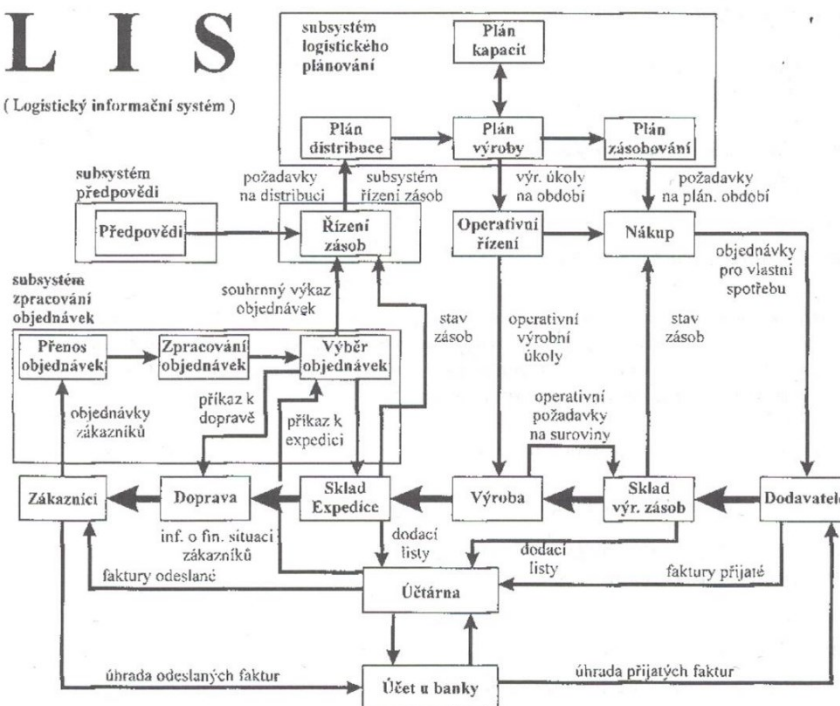 L I S
( Logistický informační systém )
subsystém
logistického
plánování
Plán
kapacit
Plán
distribuce
Plán
výroby
Plán
zásobování
subsystém
předpovědi
požadavky
na distribuci
subsystém
řízení zásob
výr. úkoly
na období
požadavky
na plán. období
Předpovědi
Řízení
zásob
Operativní
řízení
Nákup
subsystém
zpracování
objednávek
souhrnný výkaz
objednávek
stav
zásob
operativní
výrobní
úkoly
stav
zásob
objednávky
pro vlastní
spotřebu
Přenos
objednávek
Zpracování
objednávek
Výběr
objednávek
objednávky
zákazníků
příkaz k
dopravě
příkaz k
expedici
operativní
požadavky
na suroviny
Zákazníci
Doprava
Sklad
Expedice
Výroba
Sklad
výr. zásob
Dodavatelé
inf. o fin. situaci
zákazníků
dodací
listy
dodací
listy
faktury odeslané
faktury přijaté
Účtárna
úhrada odeslaných faktur
úhrada přijatých faktur
Účet u banky